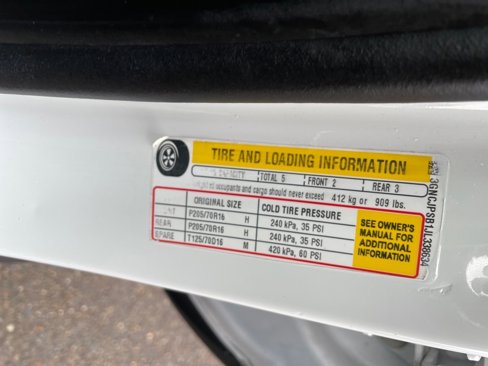 TIRE AND LOADING INFORMATION
TOTAL 5 FRONT 2 REAR 3
occupants and cargo should never exceed 412 kg or 909 lbs.
ORIGINAL SIZE COLD TIRE PRESSURE
P205/70R16 H 240 kPa, 35 PSI
REAR P205/70R16 H 240 kPa, 35 PSI
SPARE T125/70D16 M 420 kPa, 60 PSI
SEE OWNER'S
MANUAL FOR
ADDITIONAL
INFORMATION